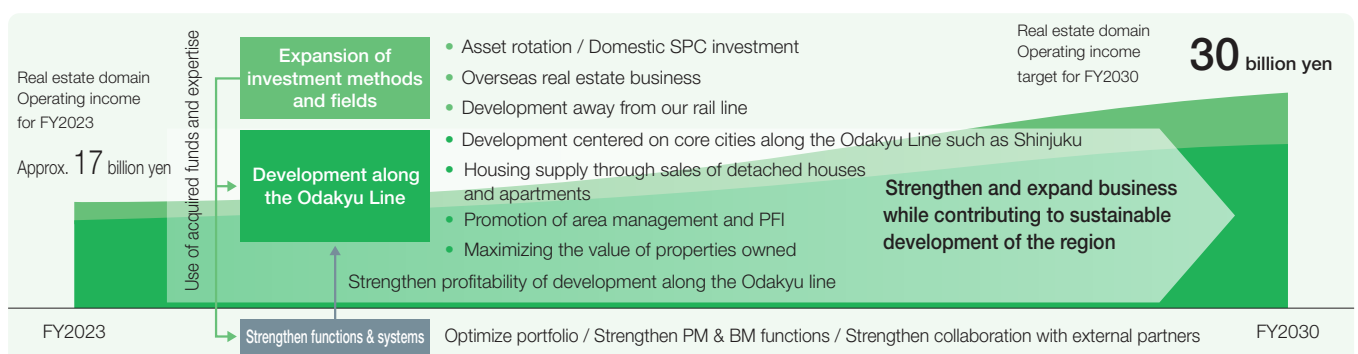 Real estate domain
Operating income
for FY2023
Approx. 17 billion yen
Use of acquired funds and expertise
Expansion of
investment methods
and fields
• Asset rotation / Domestic SPC investment
• Overseas real estate business
• Development away from our rail line
Development along
the Odakyu Line
• Development centered on core cities along the Odakyu Line such as Shinjuku
• Housing supply through sales of detached houses
and apartments
• Promotion of area management and PFI
• Maximizing the value of properties owned
Strengthen profitability of development along the Odakyu line
Strengthen and expand business
while contributing to sustainable
development of the region
Real estate domain
Operating income
target for FY2030
30 billion yen
FY2023
Strengthen functions & systems
Optimize portfolio / Strengthen PM & BM functions / Strengthen collaboration with external partners
FY2030